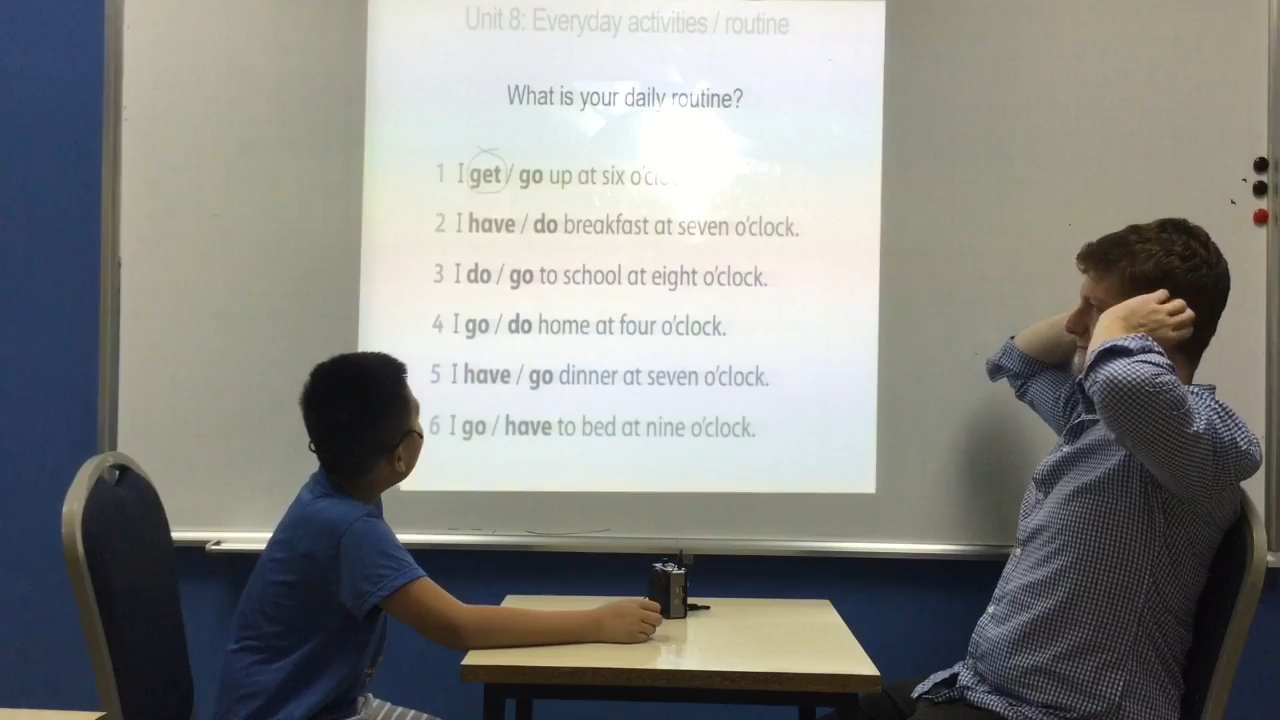 Unit 8: Everyday activities / routine
What is your daily routine?
1 I get / go up at six o'clo
2 I have / do breakfast at seven o'clock.
3 I do / go to school at eight o'clock.
4 I go / do home at four o'clock.
5 I have / go dinner at seven o'clock.
6 I go / have to bed at nine o'clock.